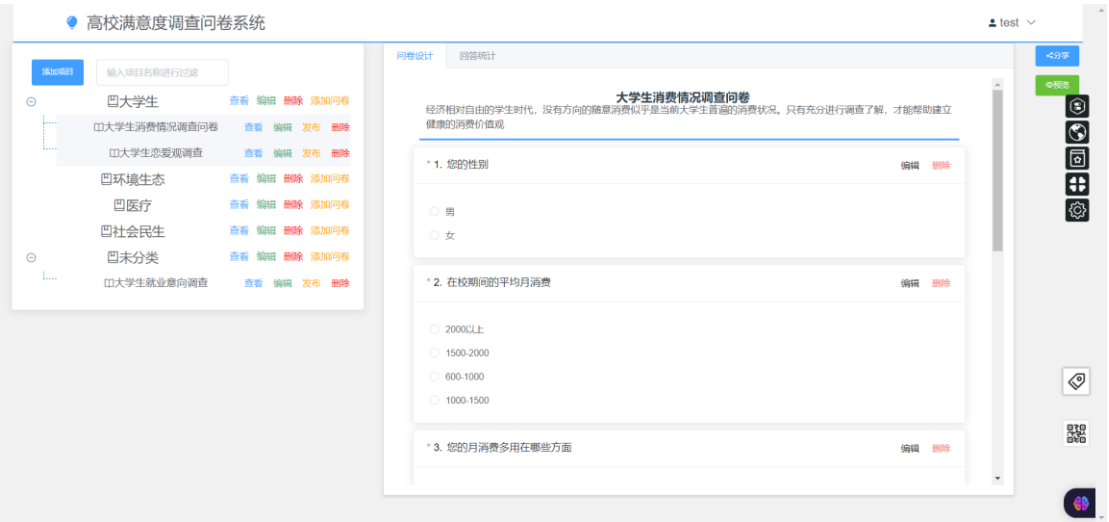 高校满意度调查问卷系统
test
添加项目
输入项目名称进行过滤
大学生 查看 编辑 删除 添加问卷
大学生消费情况调查问卷 查看 编辑 发布 删除
大学生恋爱观调查 查看 编辑 发布 删除
环境生态 查看 编辑 删除 添加问卷
医疗 查看 编辑 删除 添加问卷
社会民生 查看 编辑 删除 添加问卷
未分类 查看 编辑 删除 添加问卷
大学生就业意向调查 查看 编辑 发布 删除
问卷设计 回答统计
大学生消费情况调查问卷
经济相对自由的学生时代，没有方向的随意消费似乎是当前大学生普遍的消费状况。只有充分进行调查了解，才能帮助建立
健康的消费价值观
* 1. 您的性别 编辑 删除
男
女
* 2. 在校期间的平均月消费 编辑 删除
2000以上
1500-2000
600-1000
1000-1500
* 3. 您的月消费多用在哪些方面 编辑 删除
分享
预览